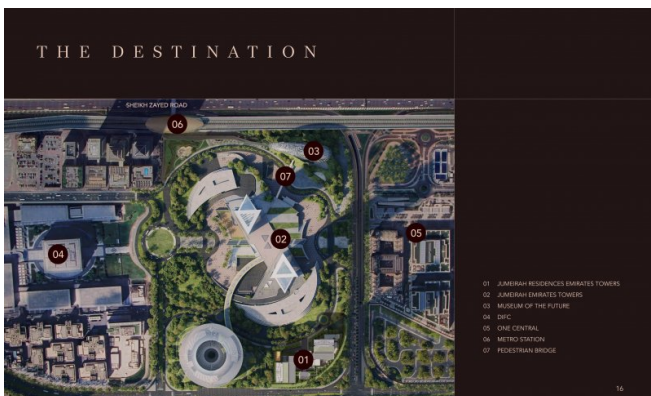 THE DESTINATION
SHEIKH ZAYED ROAD
06
03
07
02
05
04
01
01 JUMEIRAH RESIDENCES EMIRATES TOWERS
02 JUMEIRAH EMIRATES TOWERS
03 MUSEUM OF THE FUTURE
04 DIFC
05 ONE CENTRAL
06 METRO STATION
07 PEDESTRIAN BRIDGE
16